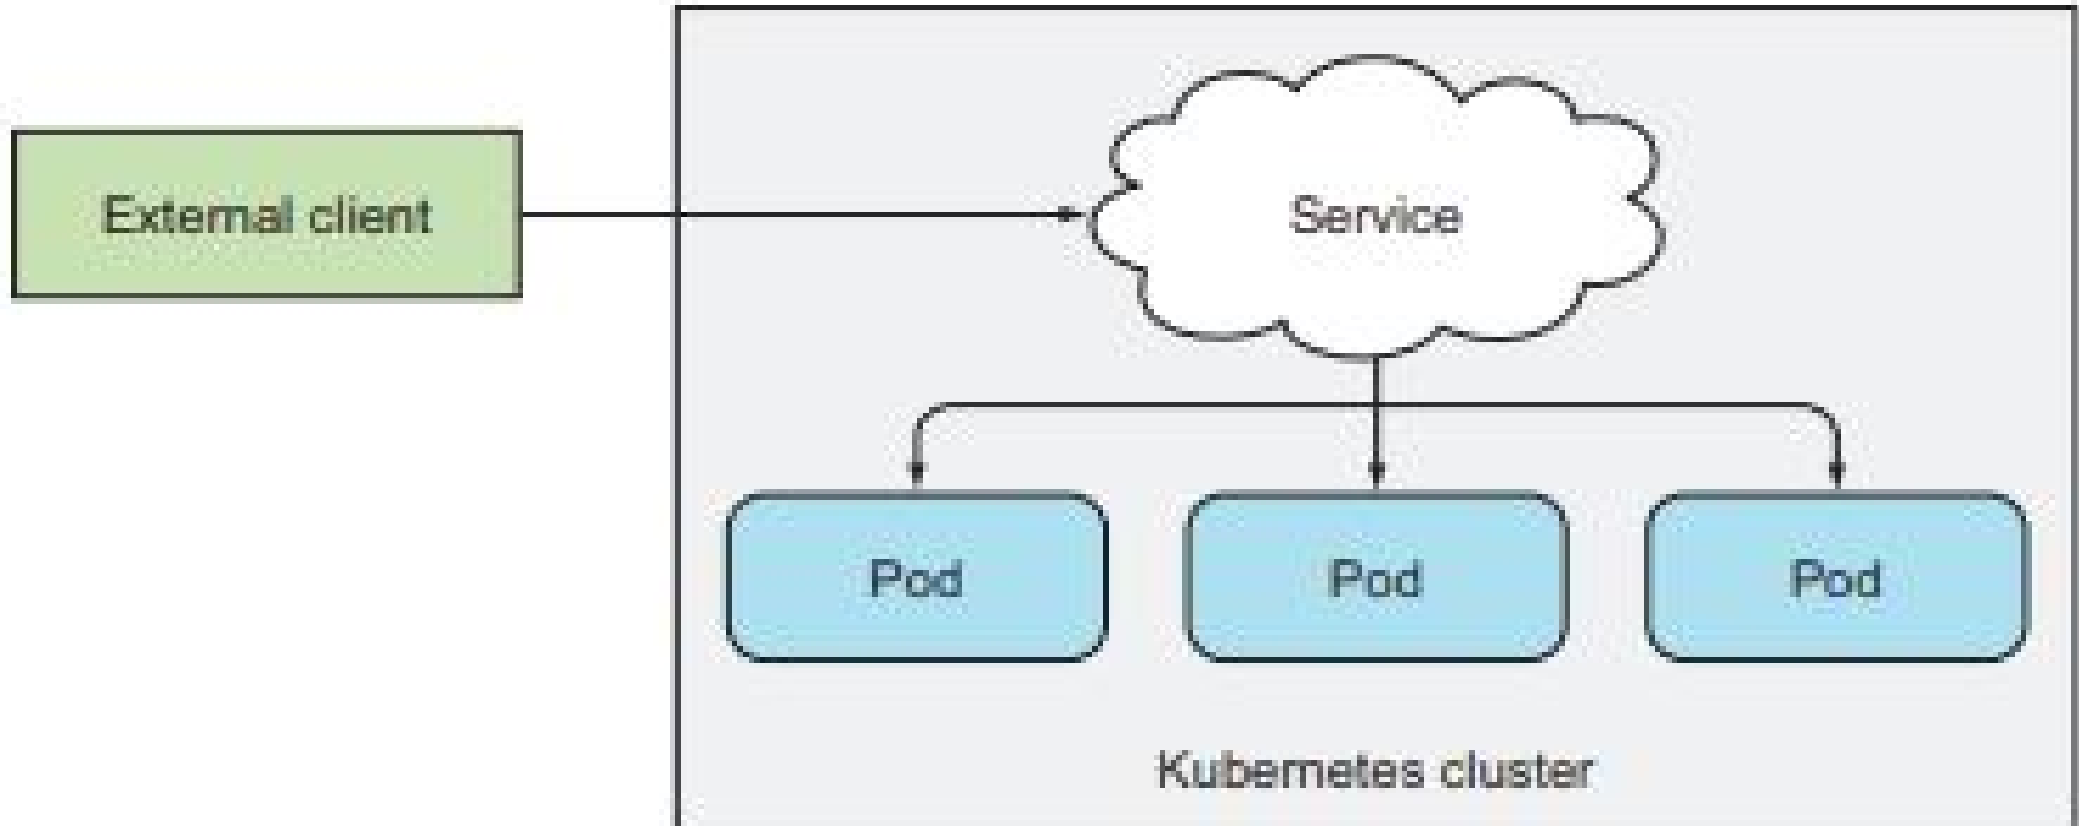 External client
Service
Pod
Pod
Pod
Kubernetes cluster